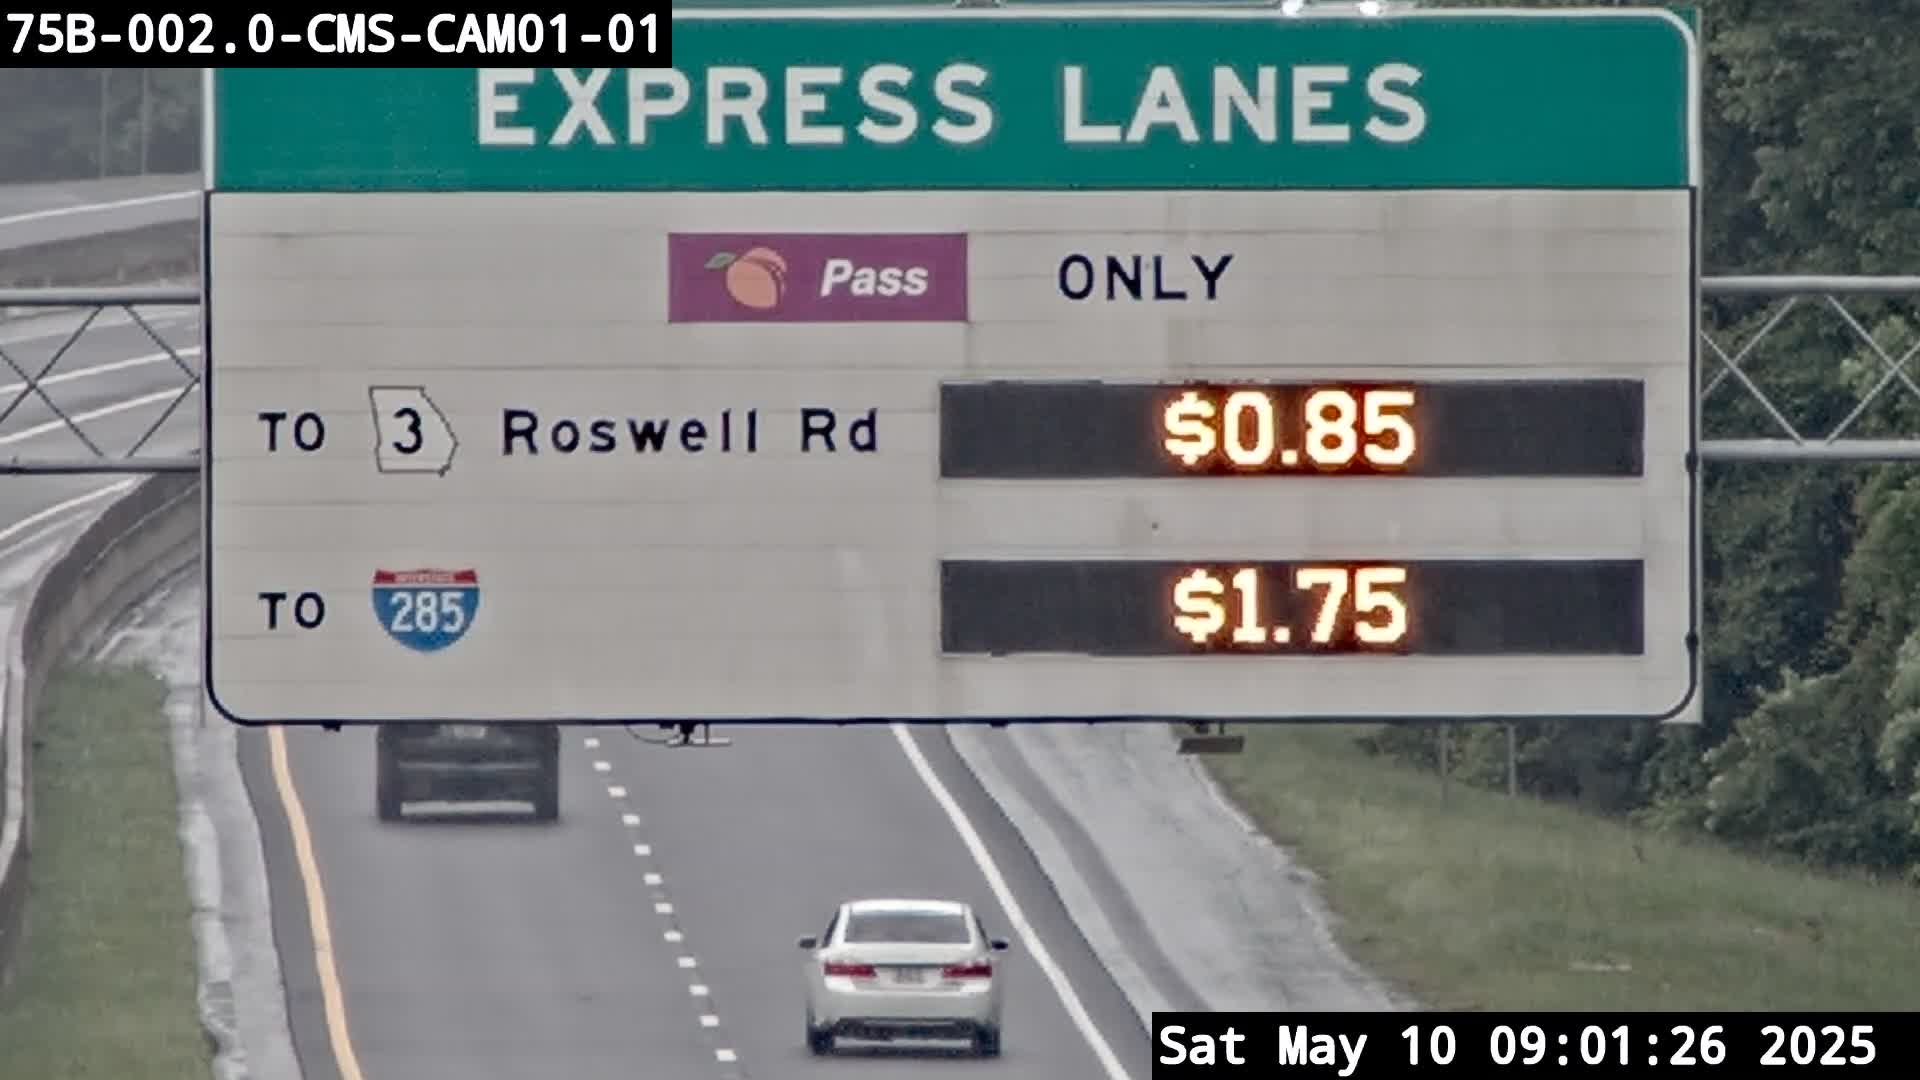 75B-002.0-CMS-CAM01-01
EXPRESS LANES
Pass ONLY
TO 3 Roswell Rd $0.85
INTERSTATE
TO 285 $1.75
Sat May 10 09:01:26 2025